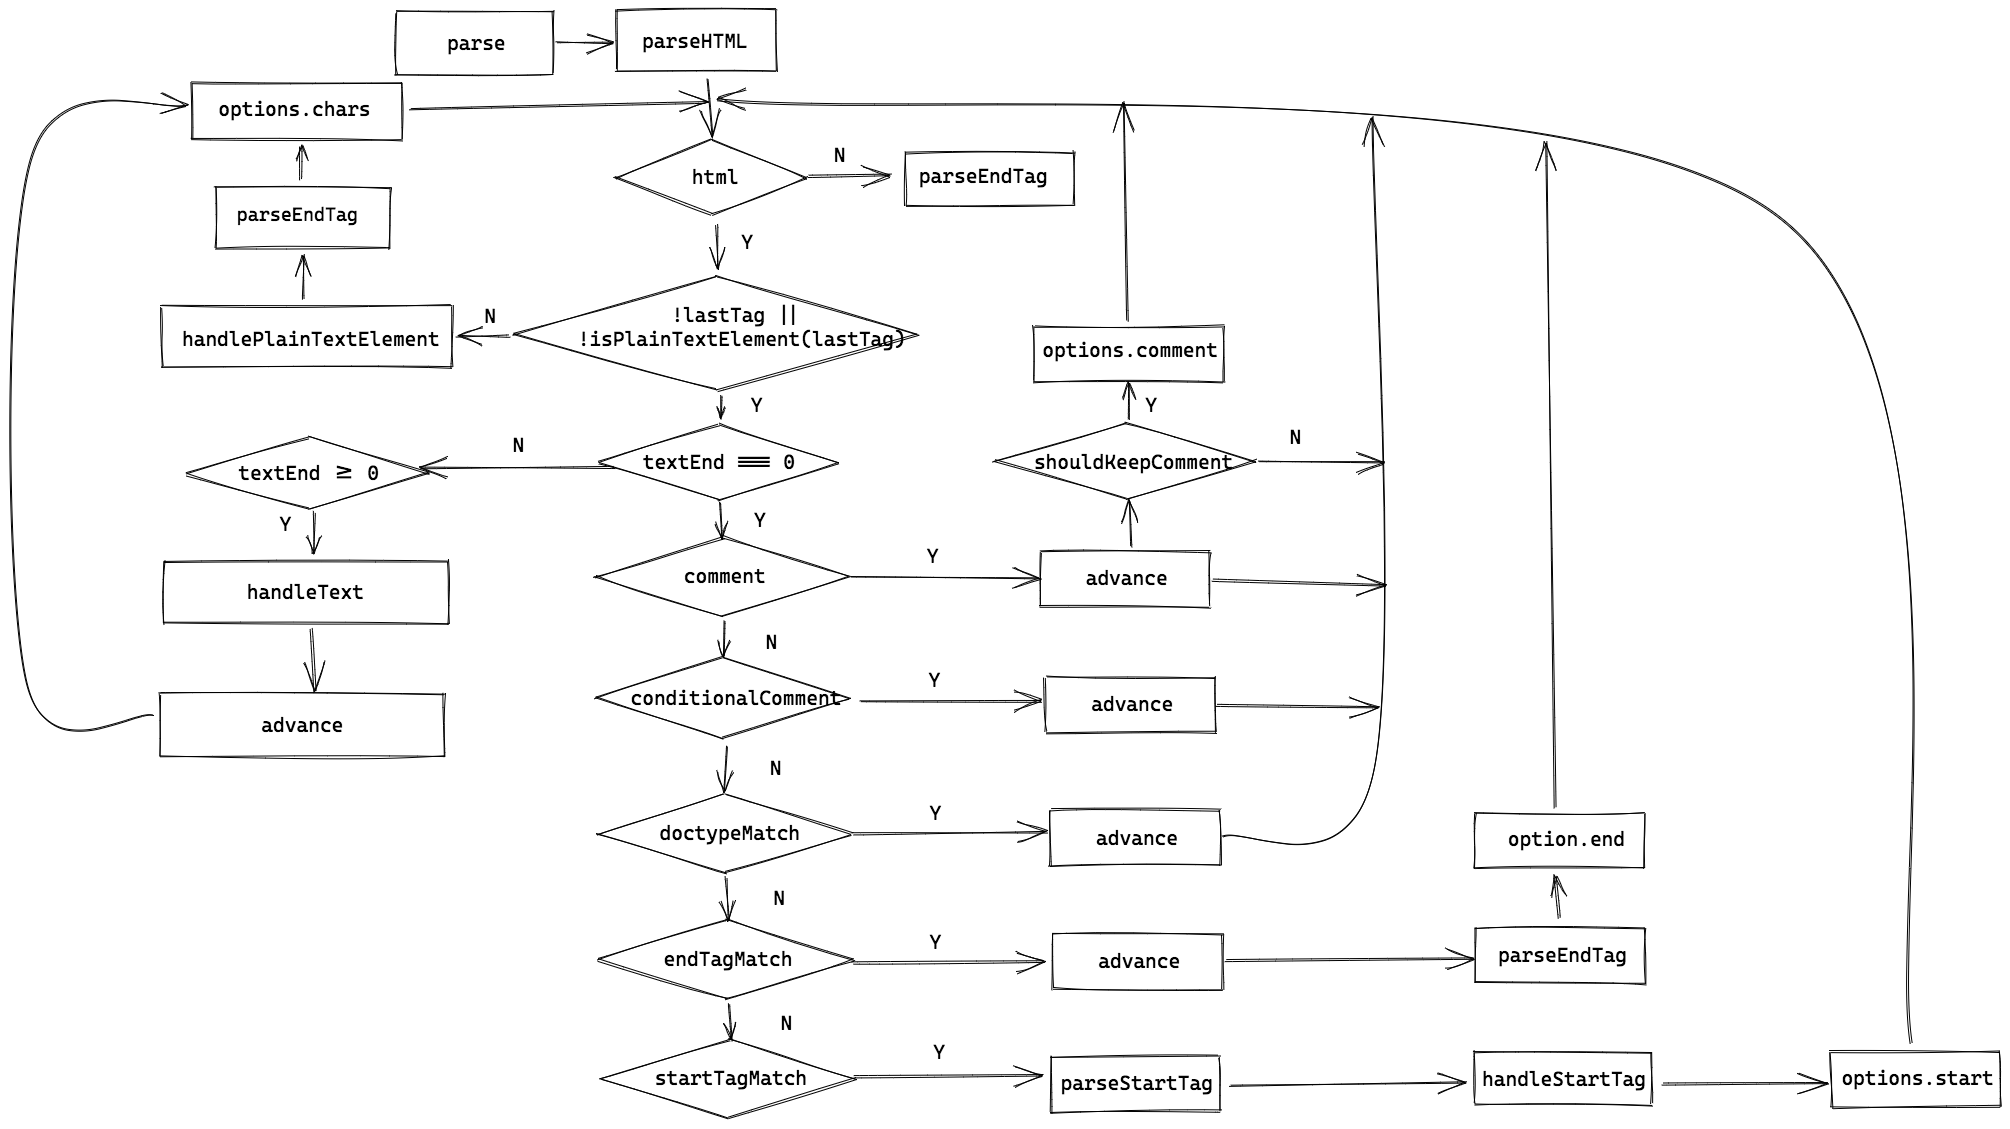 parse
parseHTML
options.chars
html
N
parseEndTag
parseEndTag
Y
!lastTag ||
!isPlainTextElement(lastTag)
N
handlePlainTextElement
options.comment
Y
Y
textEnd ≥ 0
N
textEnd === 0
shouldKeepComment
N
Y
Y
handleText
comment
Y
advance
N
advance
conditionalComment
Y
advance
N
doctypeMatch
Y
advance
option.end
N
endTagMatch
Y
advance
parseEndTag
N
startTagMatch
Y
parseStartTag
handleStartTag
options.start